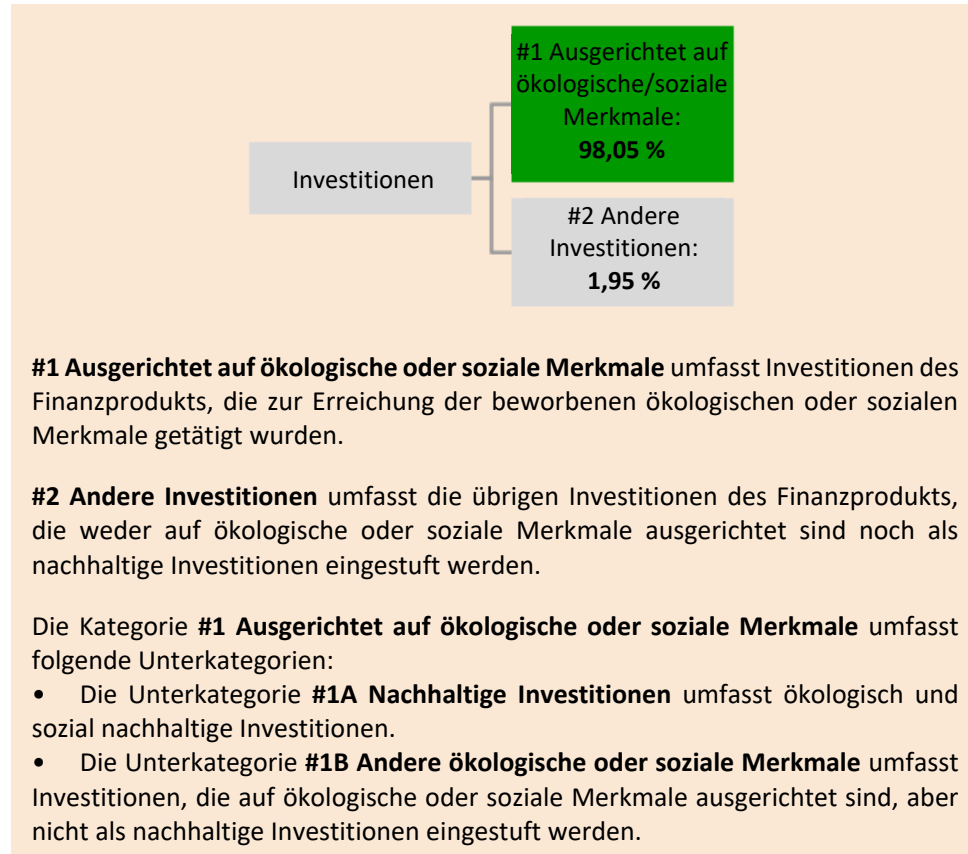 #1 Ausgerichtet auf
ökologische/soziale
Merkmale:
98,05 %
Investitionen
#2 Andere
Investitionen:
1,95 %
#1 Ausgerichtet auf ökologische oder soziale Merkmale umfasst Investitionen des
Finanzprodukts, die zur Erreichung der beworbenen ökologischen oder sozialen
Merkmale getätigt wurden.
#2 Andere Investitionen umfasst die übrigen Investitionen des Finanzprodukts,
die weder auf ökologische oder soziale Merkmale ausgerichtet sind noch als
nachhaltige Investitionen eingestuft werden.
Die Kategorie #1 Ausgerichtet auf ökologische oder soziale Merkmale umfasst
folgende Unterkategorien:
• Die Unterkategorie #1A Nachhaltige Investitionen umfasst ökologisch und
sozial nachhaltige Investitionen.
• Die Unterkategorie #1B Andere ökologische oder soziale Merkmale umfasst
Investitionen, die auf ökologische oder soziale Merkmale ausgerichtet sind, aber
nicht als nachhaltige Investitionen eingestuft werden.